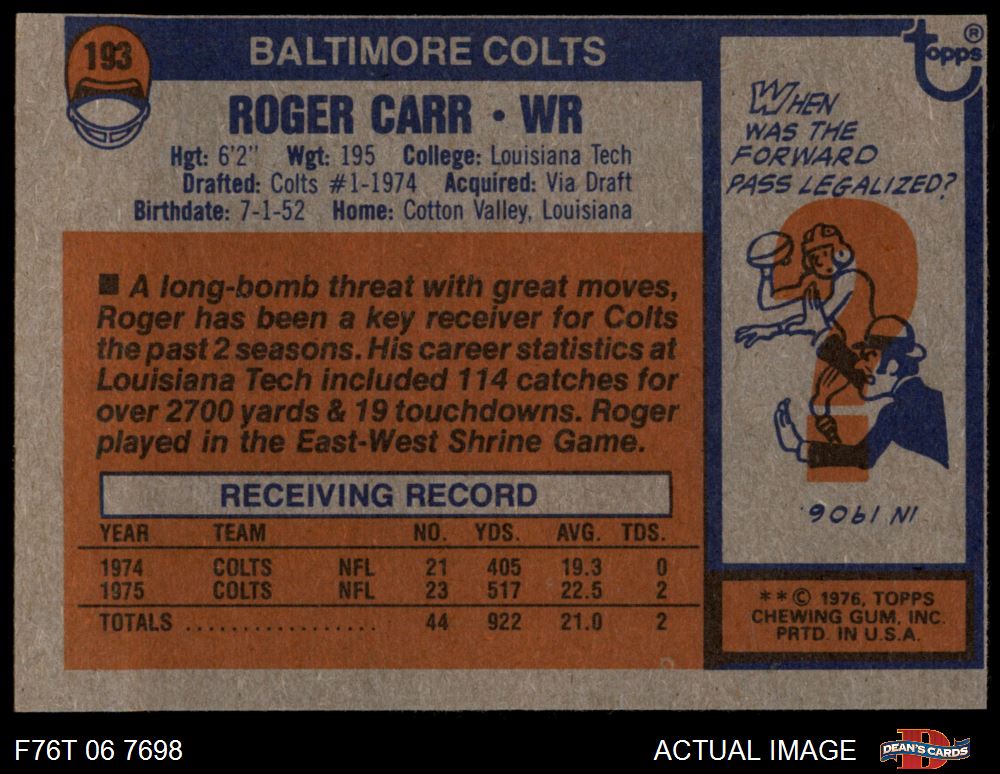 193
BALTIMORE COLTS
ROGER CARR • WR
Hgt: 6'2" Wgt: 195 College: Louisiana Tech
Drafted: Colts #1-1974 Acquired: Via Draft
Birthdate: 7-1-52 Home: Cotton Valley, Louisiana
■ A long-bomb threat with great moves,
Roger has been a key receiver for Colts
the past 2 seasons. His career statistics at
Louisiana Tech included 114 catches for
over 2700 yards & 19 touchdowns. Roger
played in the East-West Shrine Game.
RECEIVING RECORD
YEAR TEAM NO. YDS. AVG. TDS.
1974 COLTS NFL 21 405 19.3 0
1975 COLTS NFL 23 517 22.5 2
TOTALS .................. 44 922 21.0 2
topps®
WHEN
WAS THE
FORWARD
PASS LEGALIZED?
IN 1906.
**© 1976, TOPPS
CHEWING GUM, INC.
PRTD. IN U.S.A.
D
F76T 06 7698
ACTUAL IMAGE
D
DEAN'S CARDS